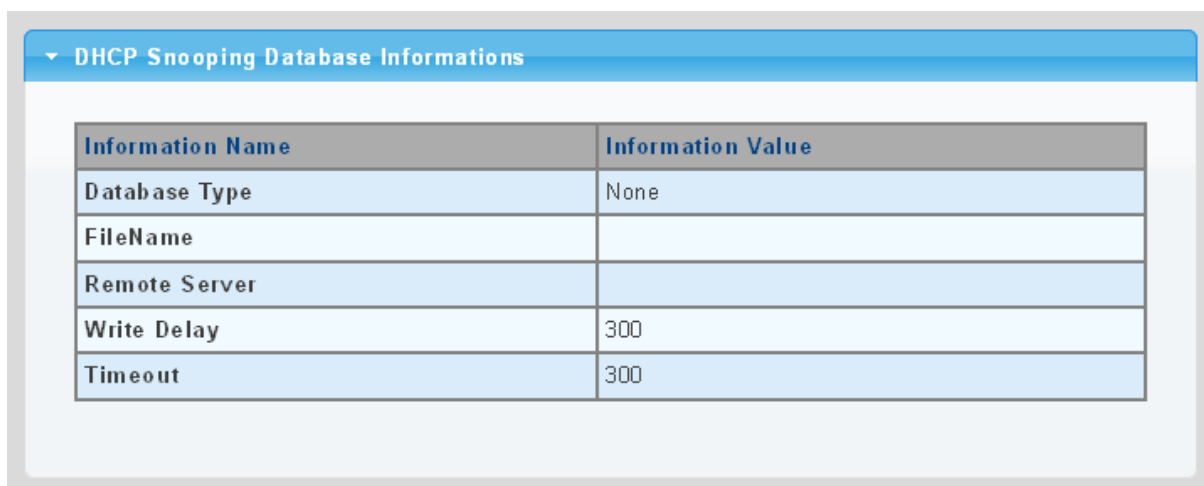 DHCP Snooping Database Informations
Information Name Information Value
Database Type None
FileName
Remote Server
Write Delay 300
Timeout 300